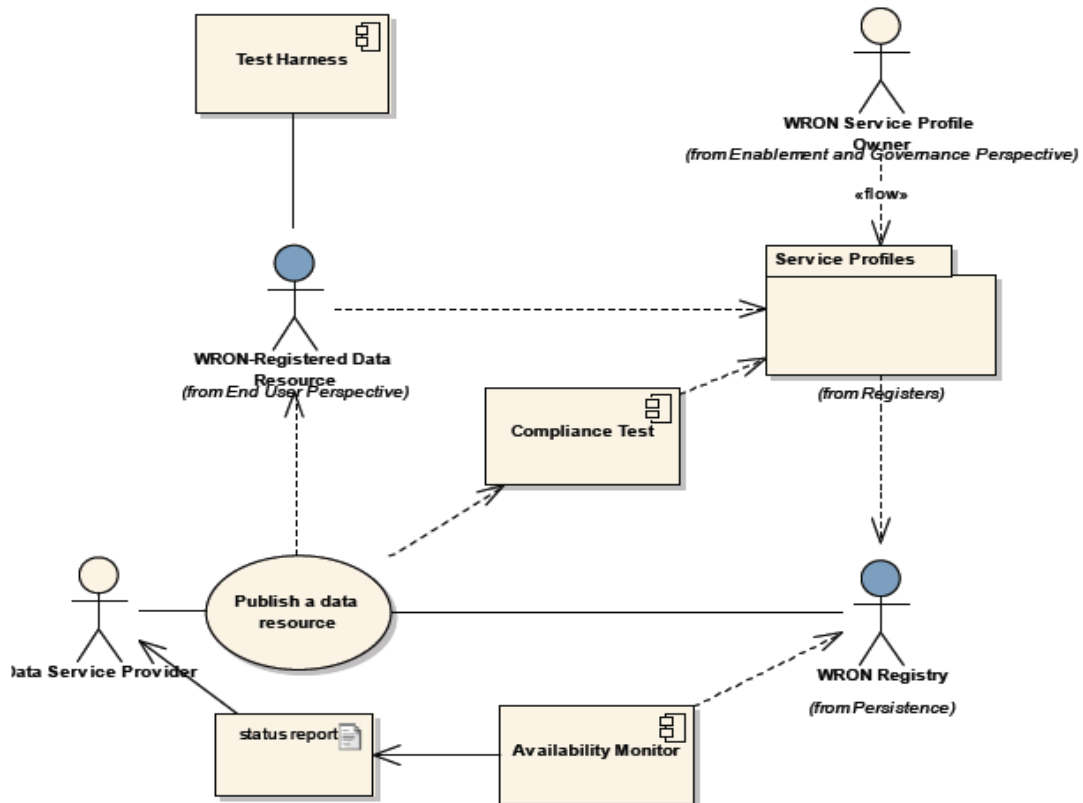 Test Harness
WRON Service Profile
Owner
(from Enablement and Governance Perspective)
«flow»
Service Profiles
WRON-Registered Data
Resource
(from End User Perspective)
(from Registers)
Compliance Test
Publish a data
resource
Data Service Provider
WRON Registry
(from Persistence)
status report
Availability Monitor